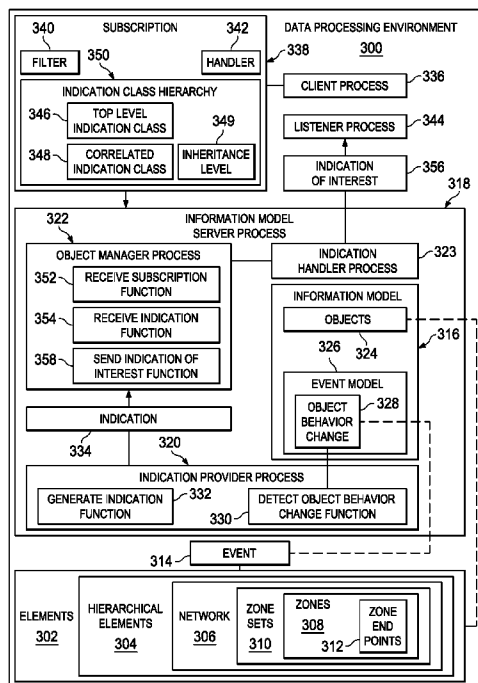 SUBSCRIPTION
DATA PROCESSING ENVIRONMENT
300
340
FILTER
350
342
HANDLER
338
INDICATION CLASS HIERARCHY
346
TOP LEVEL
INDICATION CLASS
348
CORRELATED
INDICATION CLASS
349
INHERITANCE
LEVEL
CLIENT PROCESS
336
LISTENER PROCESS
344
INDICATION
OF INTEREST
356
318
INFORMATION MODEL
SERVER PROCESS
322
OBJECT MANAGER PROCESS
352
RECEIVE SUBSCRIPTION
FUNCTION
354
RECEIVE INDICATION
FUNCTION
358
SEND INDICATION OF
INTEREST FUNCTION
INDICATION
HANDLER PROCESS
323
INFORMATION MODEL
OBJECTS
324
316
326
EVENT MODEL
OBJECT
BEHAVIOR
CHANGE
328
INDICATION
334
320
INDICATION PROVIDER PROCESS
GENERATE INDICATION
FUNCTION
332
DETECT OBJECT BEHAVIOR
CHANGE FUNCTION
330
314
EVENT
ELEMENTS
302
HIERARCHICAL
ELEMENTS
304
NETWORK
306
ZONE
SETS
310
ZONES
308
312
ZONE
END
POINTS